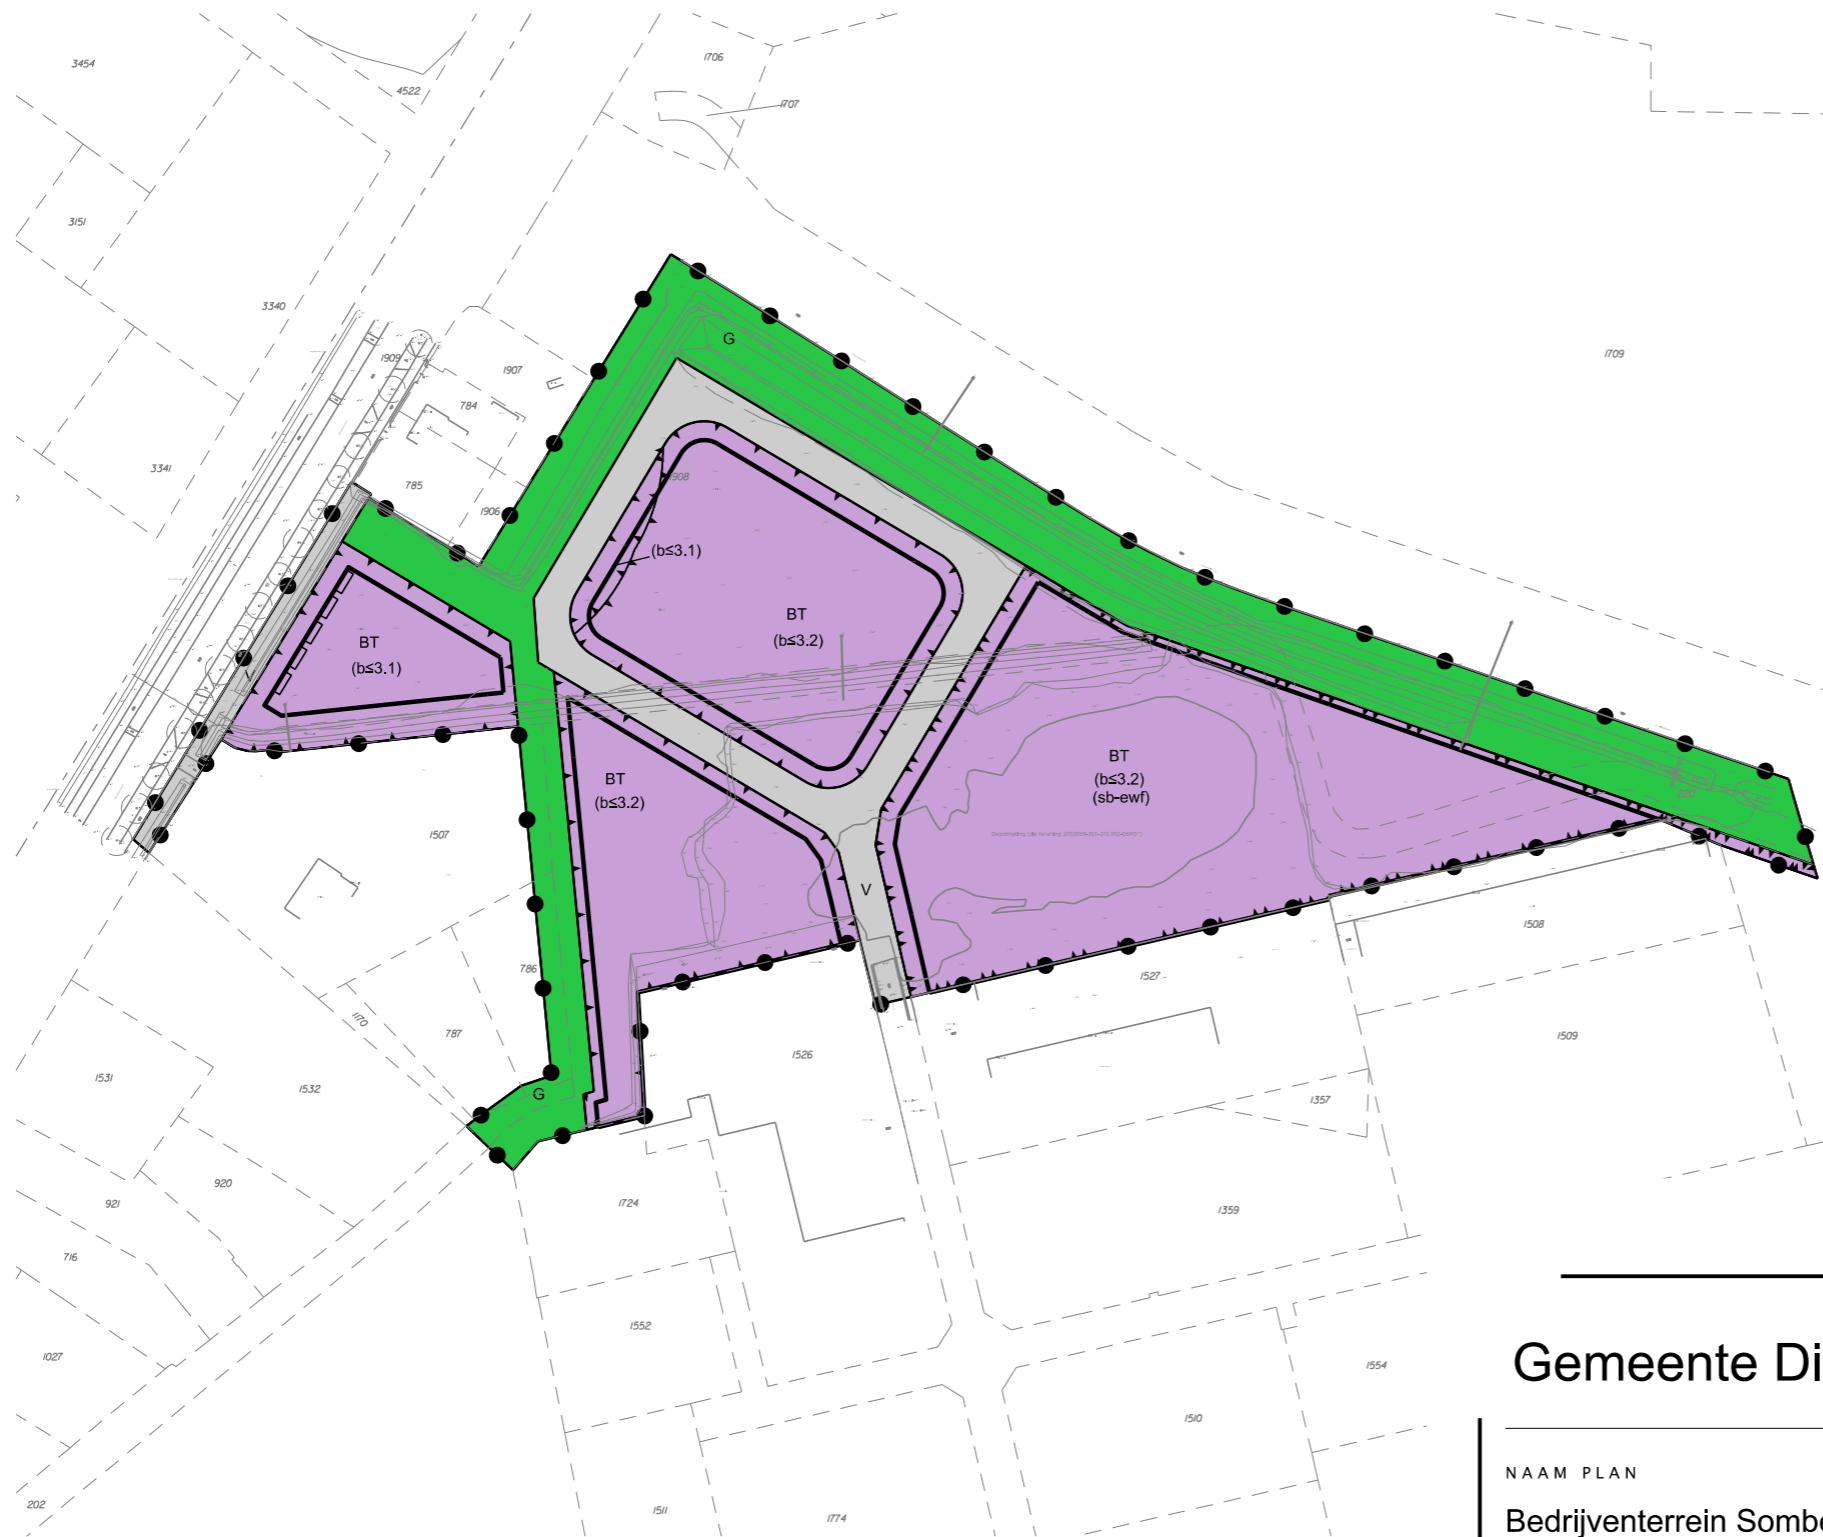 1706
3454
4522
1707
3151
3340
G
1709
1909
1907
784
3341
1908
785
1906
(b≤3.1)
BT
(b≤3.2)
BT
(b≤3.1)
BT
(b≤3.2)
(sb-ewf)
BT
(b≤3.2)
V
V
1507
1508
786
1527
1170
787
1509
1526
1531
1532
G
1357
920
921
1724
1359
716
1552
1027
1554
Gemeente Di
1510
NAAM PLAN
202
1511
1774
Bedrijventerrein Sombe